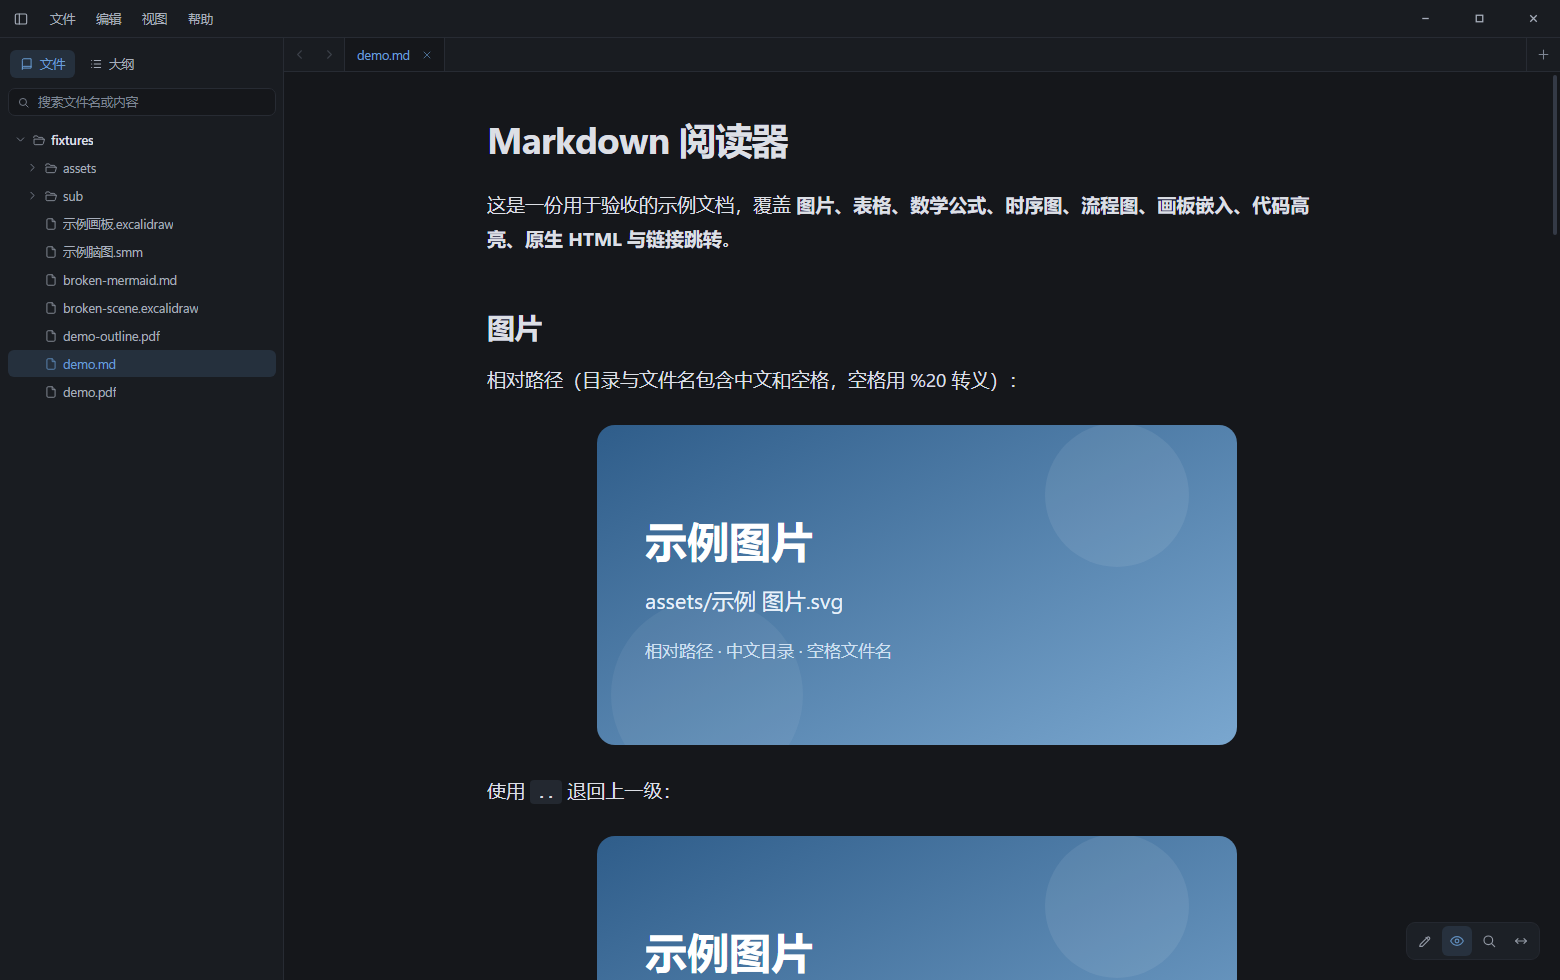 文件 编辑 视图 帮助
文件 大纲
demo.md
搜索文件名或内容
fixtures
assets
sub
示例画板.excalidraw
示例脑图.smm
broken-mermaid.md
broken-scene.excalidraw
demo-outline.pdf
demo.md
demo.pdf
Markdown 阅读器
这是一份用于验收的示例文档，覆盖 图片、表格、数学公式、时序图、流程图、画板嵌入、代码高
亮、原生 HTML 与链接跳转。
图片
相对路径（目录与文件名包含中文和空格，空格用 %20 转义）：
示例图片
assets/示例 图片.svg
相对路径 · 中文目录 · 空格文件名
使用 .. 退回上一级：
示例图片